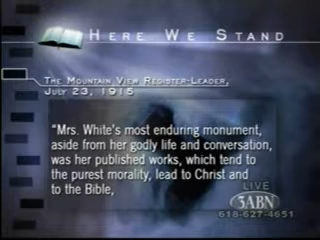 HERE WE STAND
THE MOUNTAIN VIEW REGISTER-LEADER,
JULY 23, 1915
"Mrs. White's most enduring monument,
aside from her godly life and conversation,
was her published works, which tend to
the purest morality, lead to Christ and
to the Bible,
LIVE
3ABN
618-627-4651